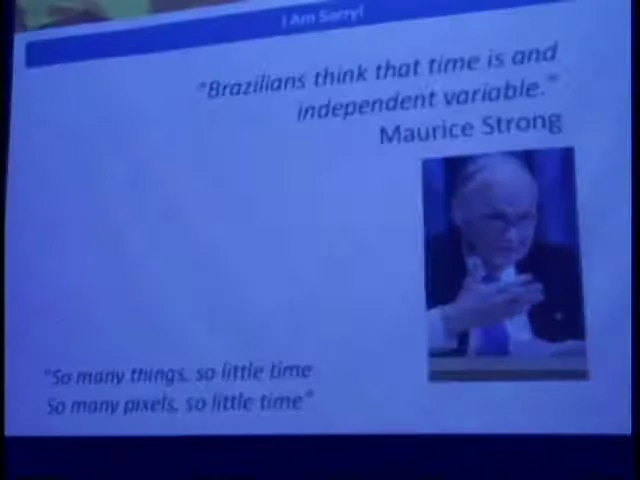 I Am Sorry!
"Brazilians think that time is and
independent variable."
Maurice Strong
"So many things, so little time
So many pixels, so little time"